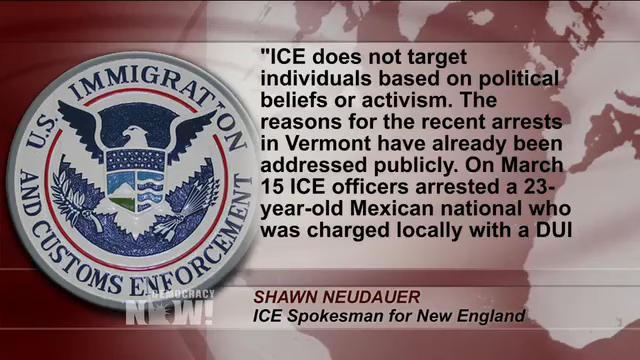 "ICE does not target
individuals based on political
beliefs or activism. The
reasons for the recent arrests
in Vermont have already been
addressed publicly. On March
15 ICE officers arrested a 23-
year-old Mexican national who
was charged locally with a DUI
U.S. IMMIGRATION
AND CUSTOMS ENFORCEMENT
DEMOCRACY
NOW!
SHAWN NEUDAUER
ICE Spokesman for New England